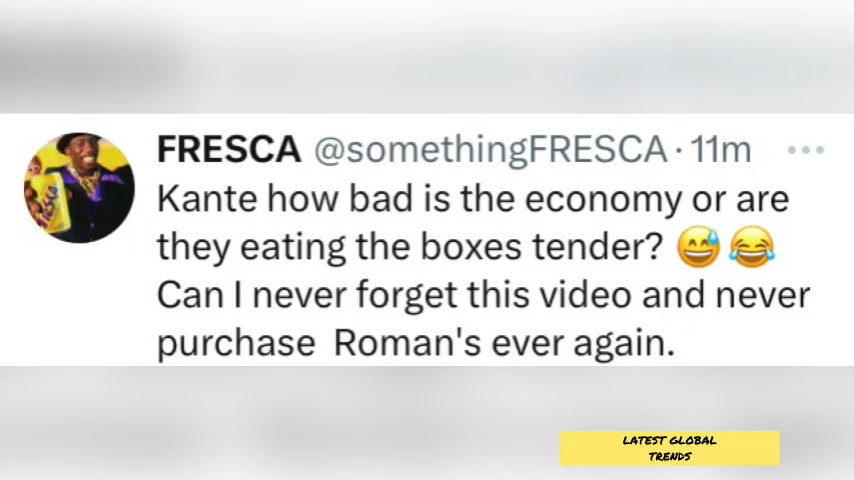 FRESCA @somethingFRESCA · 11m
Kante how bad is the economy or are
they eating the boxes tender? 😅😂
Can I never forget this video and never
purchase  Roman's ever again.
LATEST GLOBAL
TRENDS